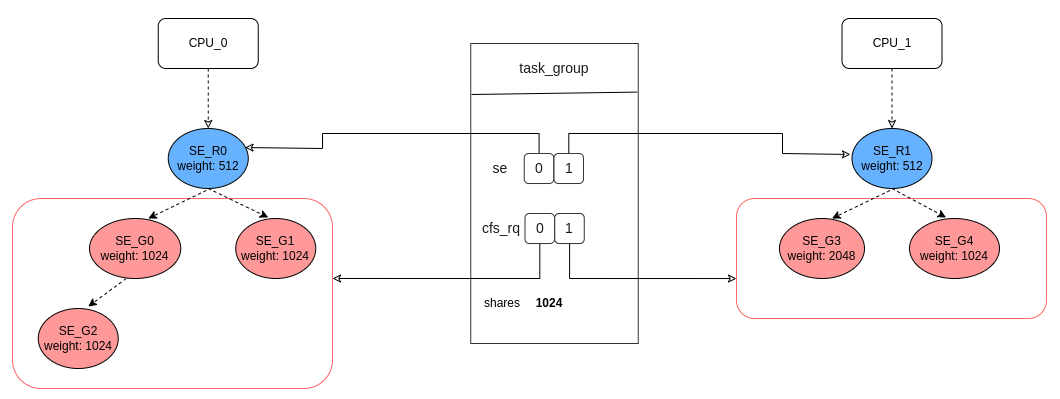 CPU_0
task_group
CPU_1
SE_R0
weight: 512
se
0
1
SE_R1
weight: 512
SE_G0
weight: 1024
SE_G1
weight: 1024
cfs_rq
0
1
SE_G3
weight: 2048
SE_G4
weight: 1024
shares 1024
SE_G2
weight: 1024